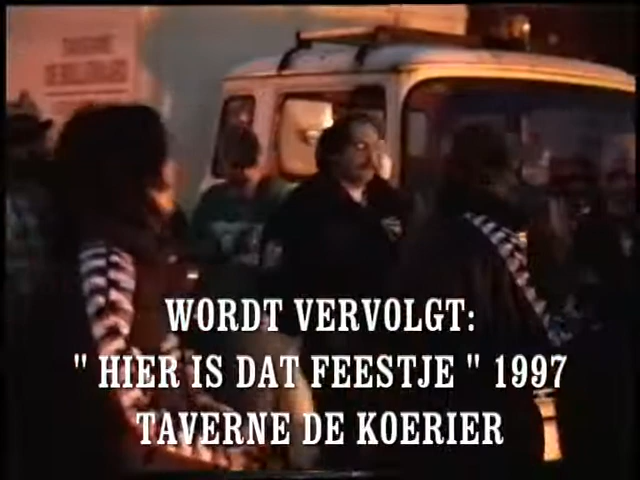 WORDT VERVOLGT:
" HIER IS DAT FEESTJE " 1997
TAVERNE DE KOERIER